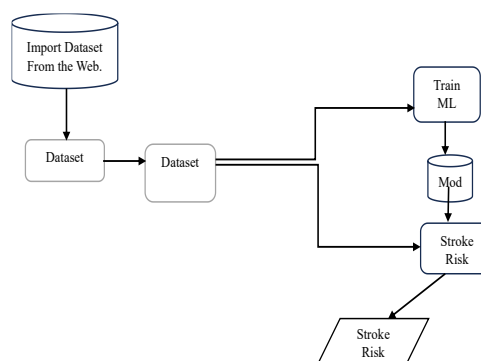 Import Dataset
From the Web.
Dataset
Dataset
Train
ML
Mod
Stroke
Risk
Stroke
Risk